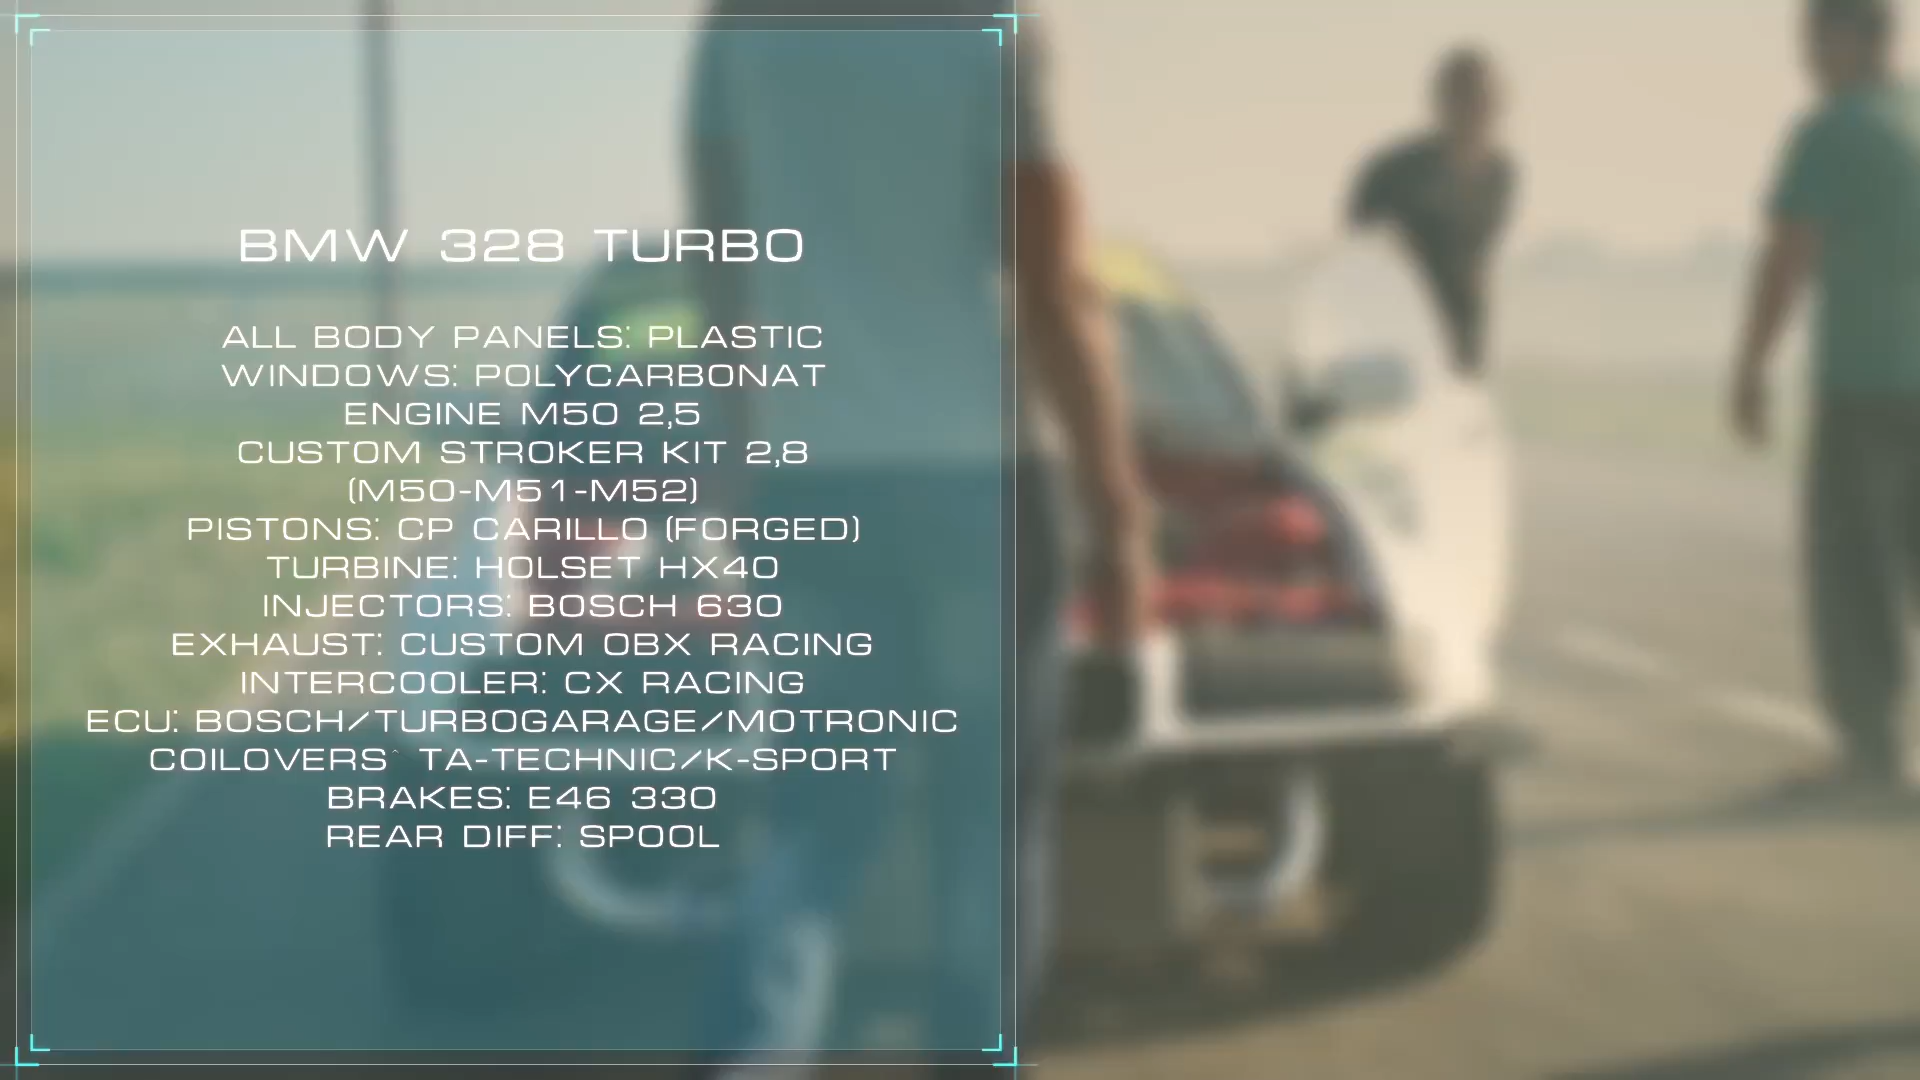 BMW 328 TURBO
ALL BODY PANELS: PLASTIC
WINDOWS: POLYCARBONAT
ENGINE M50 2,5
CUSTOM STROKER KIT 2,8
(M50-M51-M52)
PISTONS: CP CARILLO (FORGED)
TURBINE: HOLSET HX40
INJECTORS: BOSCH 630
EXHAUST: CUSTOM OBX RACING
INTERCOOLER: CX RACING
ECU: BOSCH/TURBOGARAGE/MOTRONIC
COILOVERS^ TA-TECHNIC/K-SPORT
BRAKES: E46 330
REAR DIFF: SPOOL